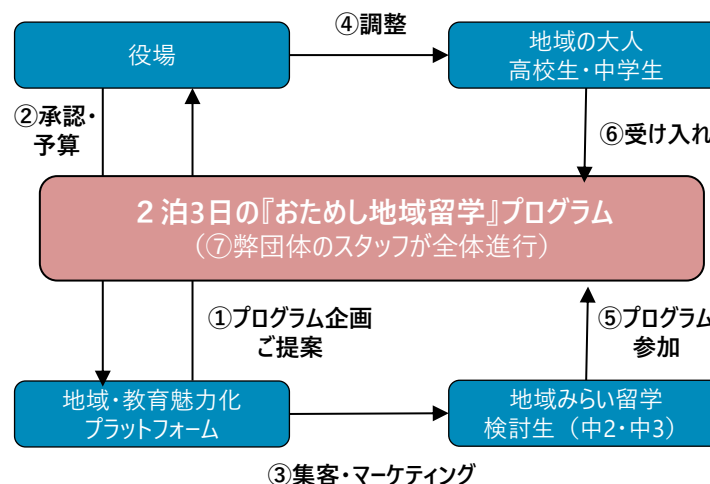 役場
④調整
地域の大人
高校生・中学生
②承認・
予算
⑥受け入れ
2泊3日の『おためし地域留学』プログラム
（⑦弊団体のスタッフが全体進行）
①プログラム企画
ご提案
⑤プログラム
参加
地域・教育魅力化
プラットフォーム
地域みらい留学
検討生（中2・中3）
③集客・マーケティング